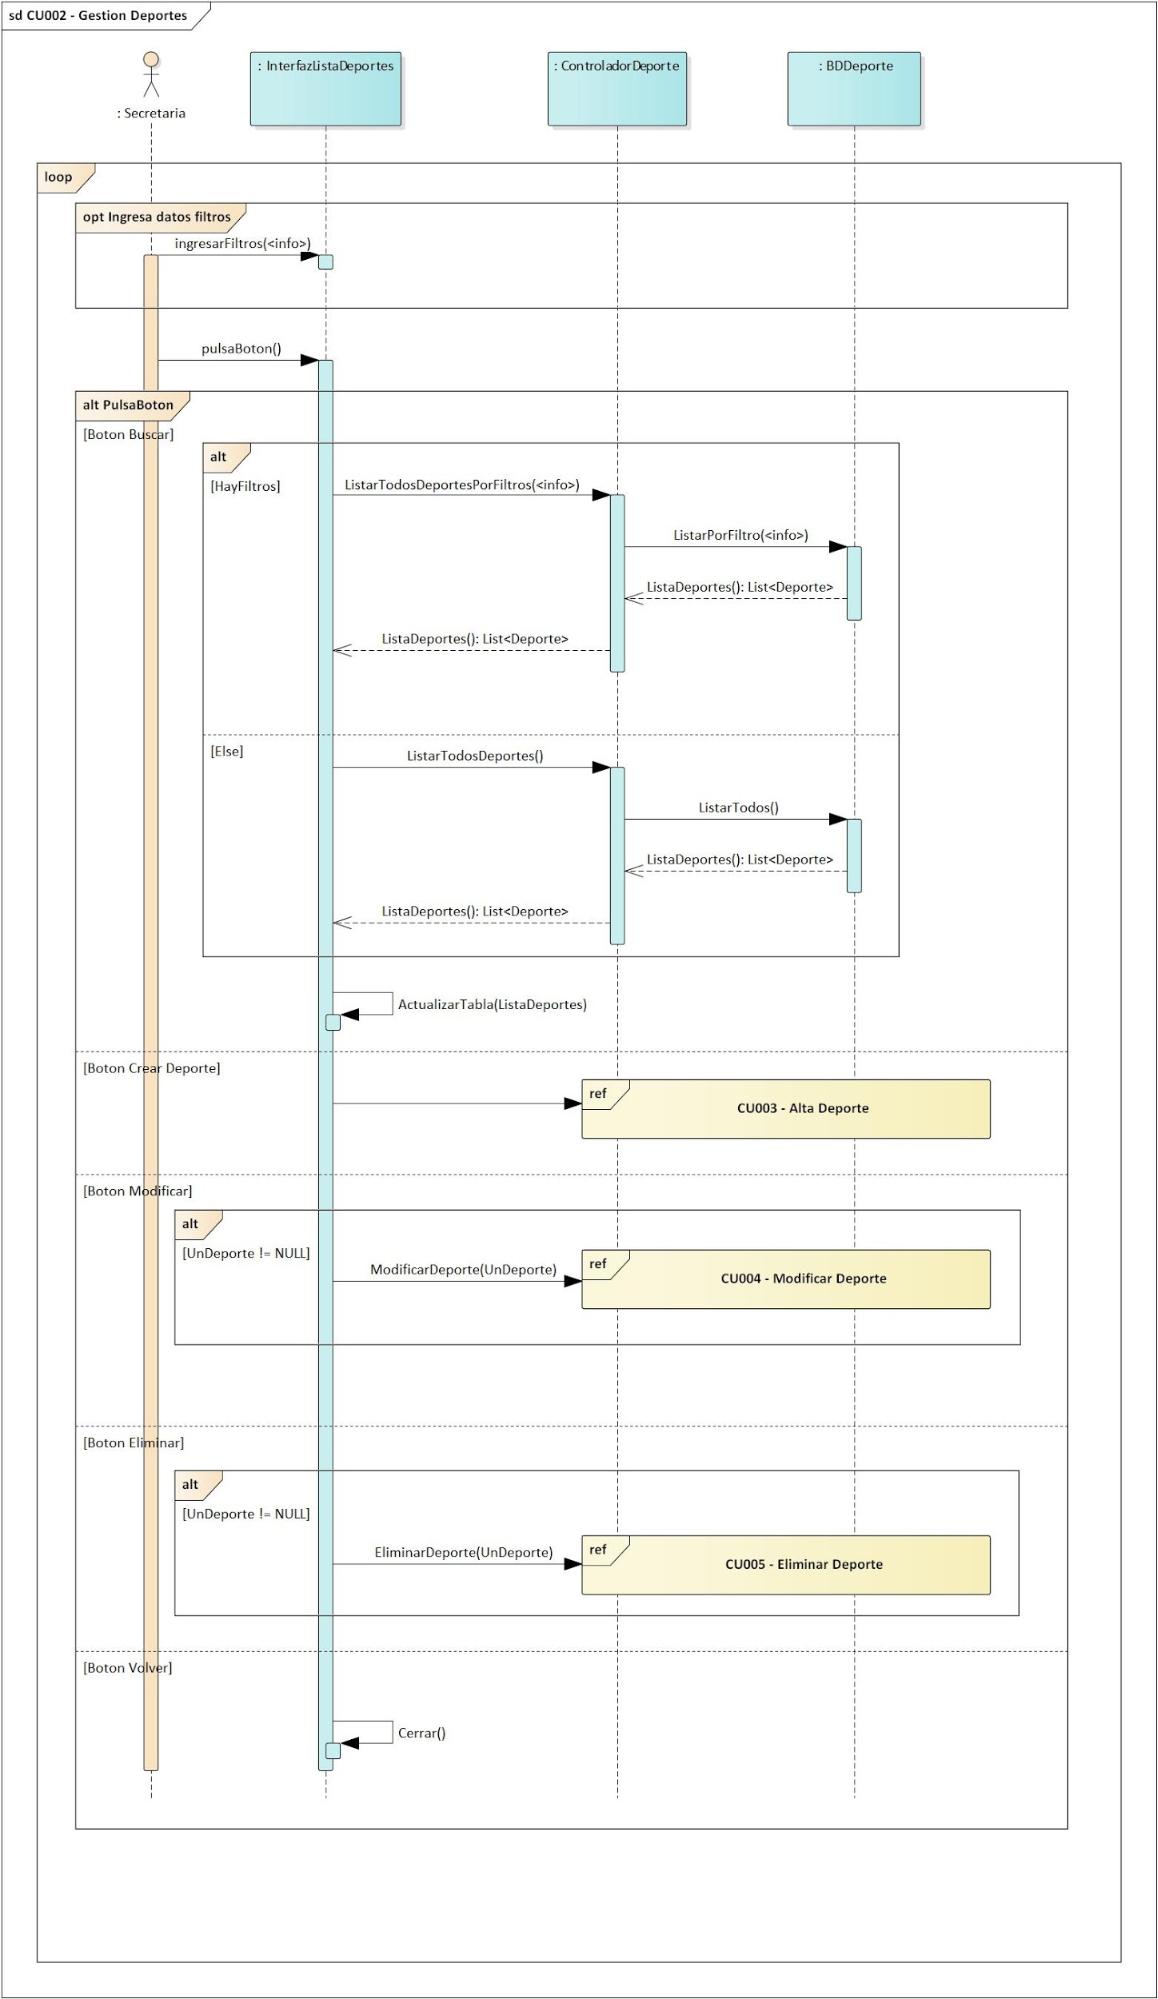 sd CU002 - Gestion Deportes
: Secretaria
: InterfazListaDeportes
: ControladorDeporte
: BDDeporte
loop
opt Ingresa datos filtros
ingresarFiltros(<info>)
pulsaBoton()
alt PulsaBoton
[Boton Buscar]
alt
[HayFiltros]
ListarTodosDeportesPorFiltros(<info>)
ListarPorFiltro(<info>)
ListaDeportes(): List<Deporte>
ListaDeportes(): List<Deporte>
[Else]
ListarTodosDeportes()
ListarTodos()
ListaDeportes(): List<Deporte>
ListaDeportes(): List<Deporte>
ActualizarTabla(ListaDeportes)
[Boton Crear Deporte]
ref
CU003 - Alta Deporte
[Boton Modificar]
alt
[UnDeporte != NULL]
ModificarDeporte(UnDeporte)
ref
CU004 - Modificar Deporte
[Boton Eliminar]
alt
[UnDeporte != NULL]
EliminarDeporte(UnDeporte)
ref
CU005 - Eliminar Deporte
[Boton Volver]
Cerrar()